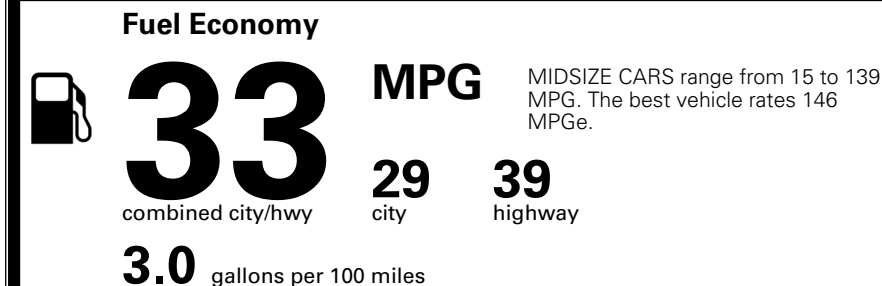 Fuel Economy
33
MPG
MIDSIZE CARS range from 15 to 139
MPG. The best vehicle rates 146
MPGe.
combined city/hwy
29
city
39
highway
3.0 gallons per 100 miles